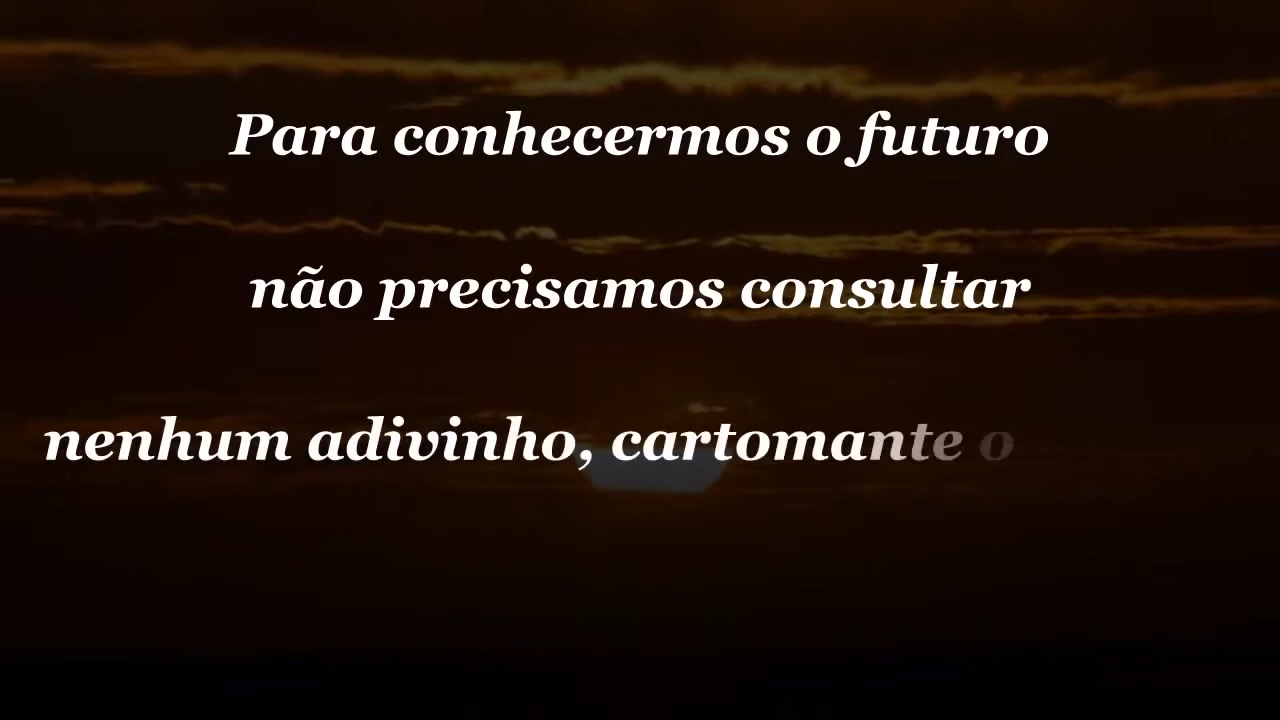 Para conhecermos o futuro
não precisamos consultar
nenhum adivinho, cartomante o